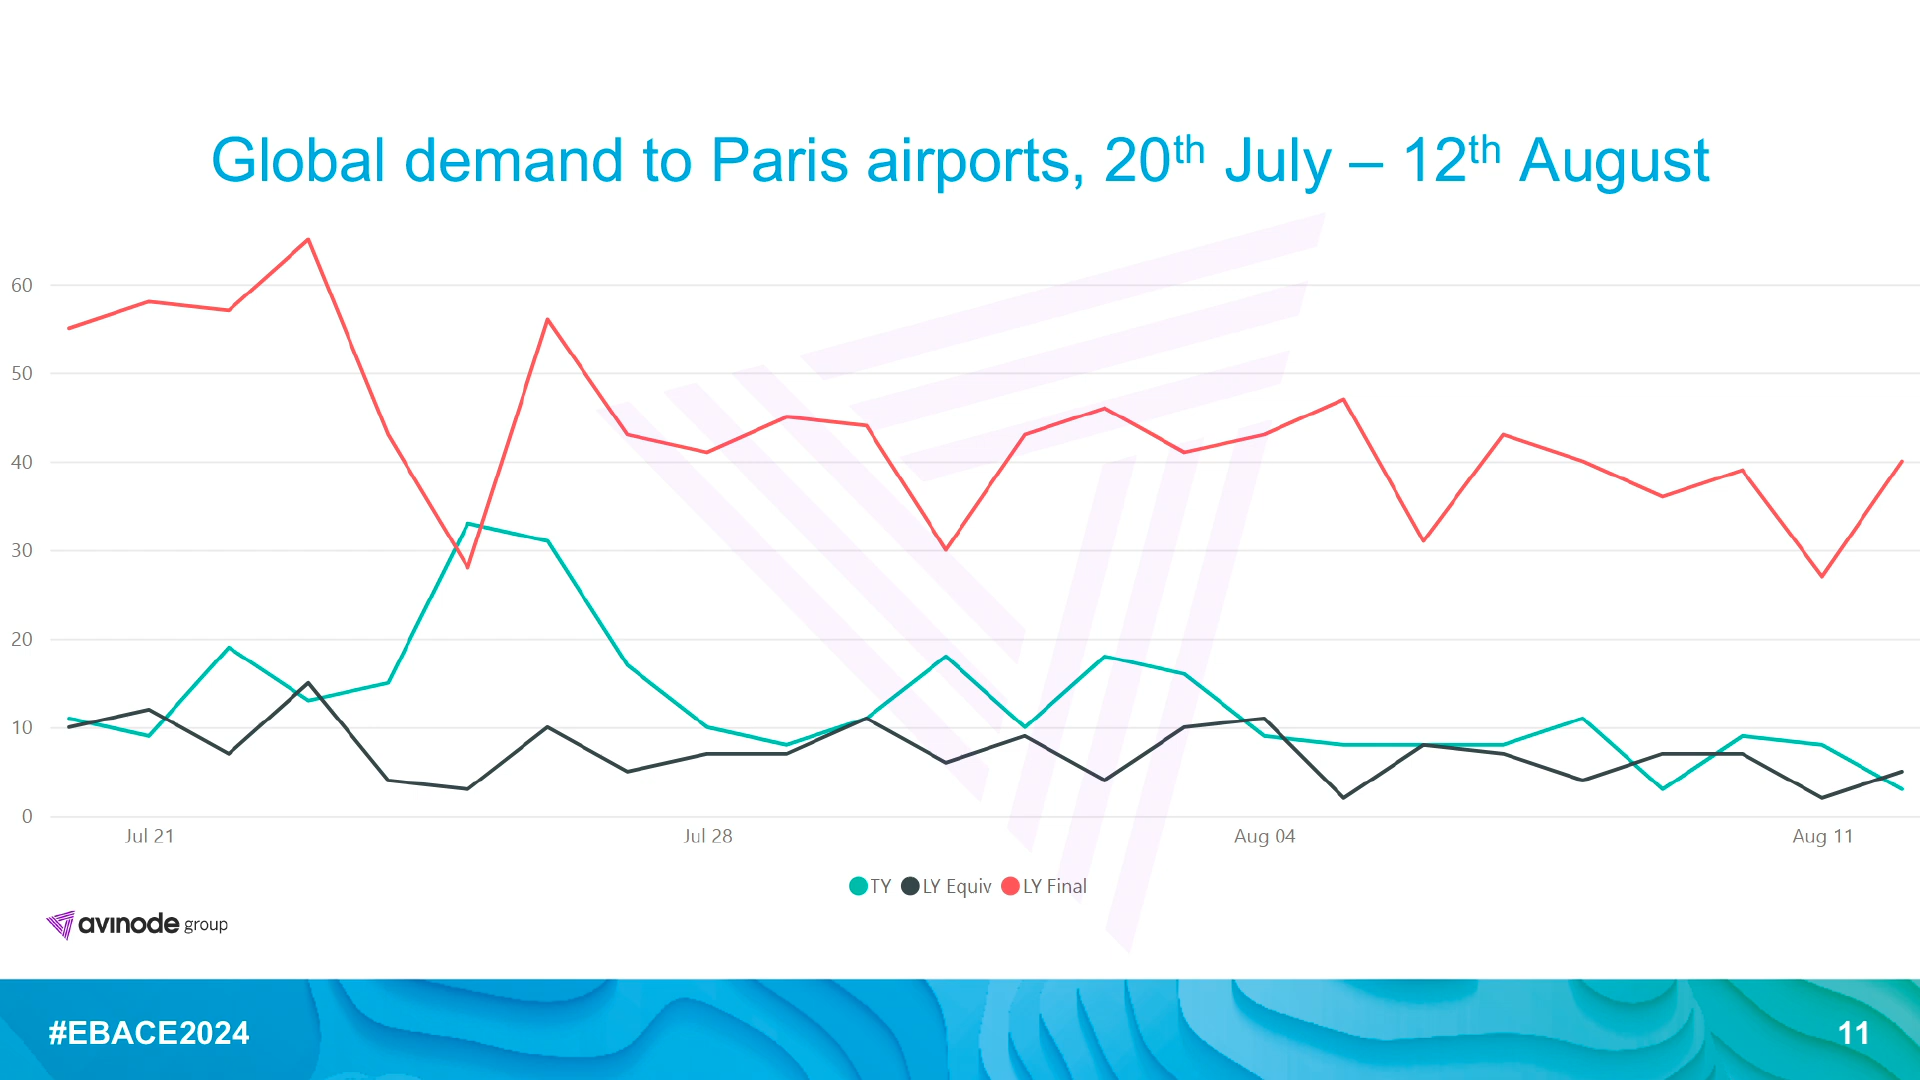 Global demand to Paris airports, 20th July – 12th August
60
50
40
30
20
10
0
Jul 21 Jul 28 Aug 04 Aug 11
TY LY Equiv LY Final
avinode group
#EBACE2024
11